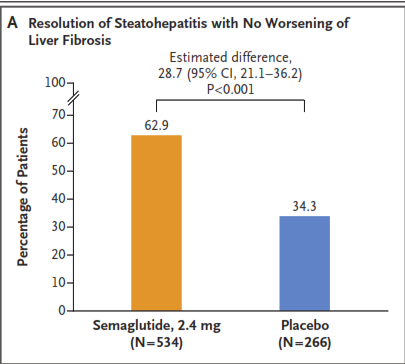 A Resolution of Steatohepatitis with No Worsening of
Liver Fibrosis
Estimated difference,
28.7 (95% CI, 21.1–36.2)
P<0.001
Percentage of Patients
100
70
60
50
40
30
20
10
0
62.9
34.3
Semaglutide, 2.4 mg
(N=534)
Placebo
(N=266)